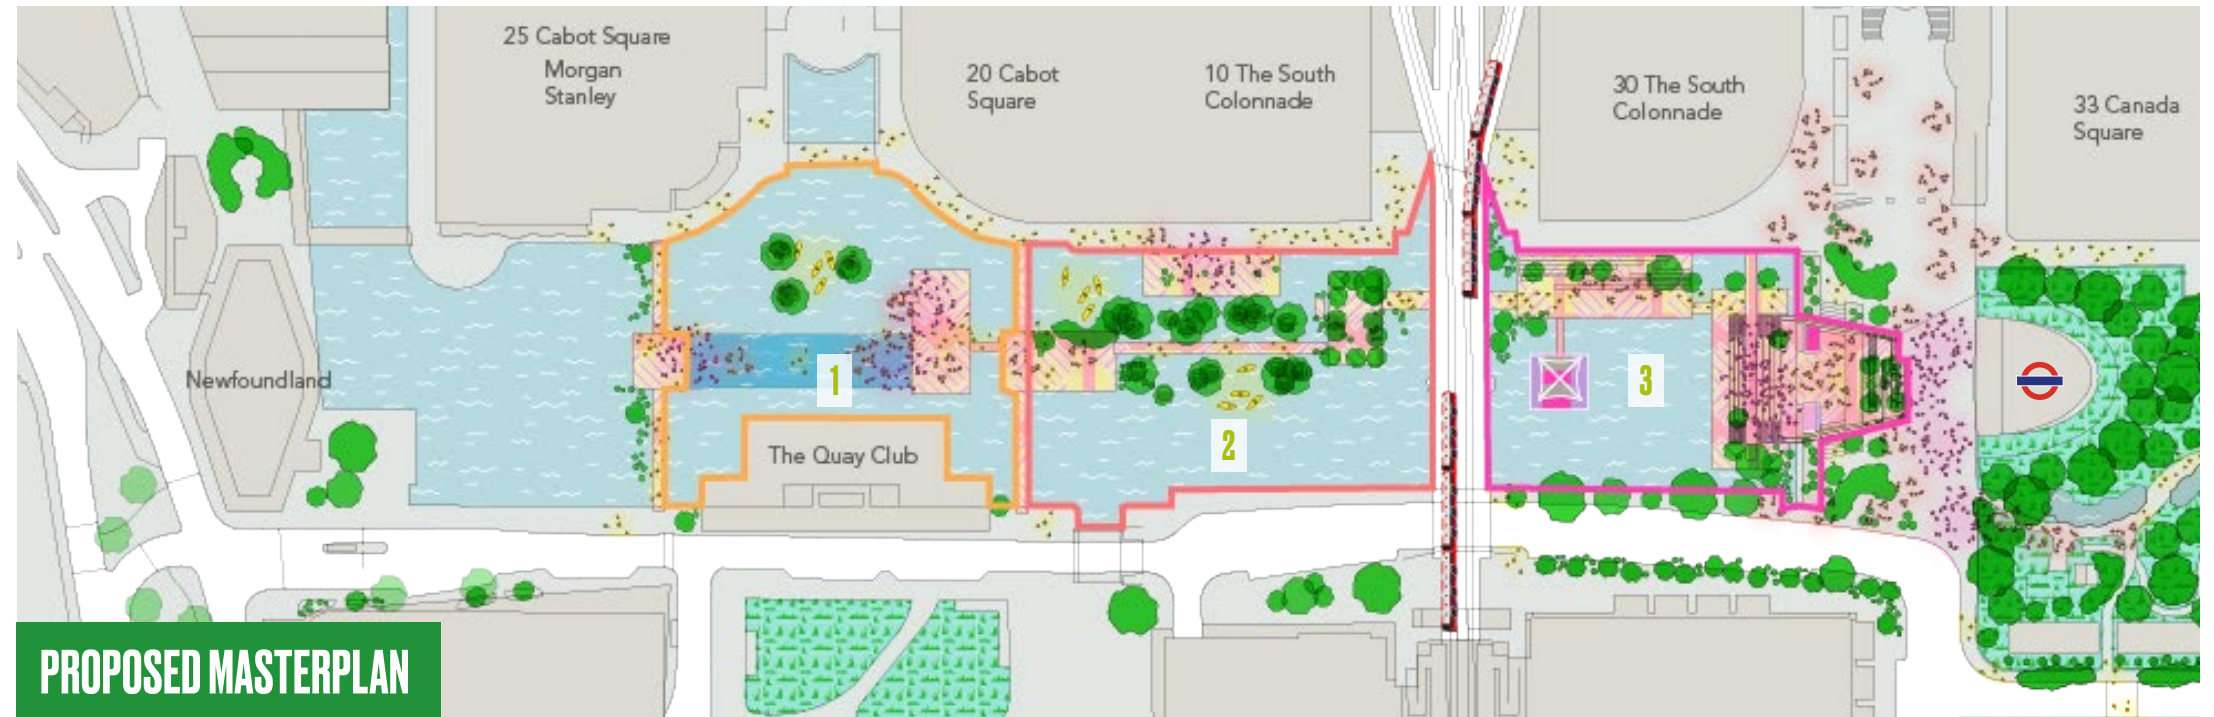 25 Cabot Square
Morgan
Stanley
20 Cabot
Square
10 The South
Colonnade
30 The South
Colonnade
33 Canada
Square
Newfoundland
1
The Quay Club
2
3
PROPOSED MASTERPLAN